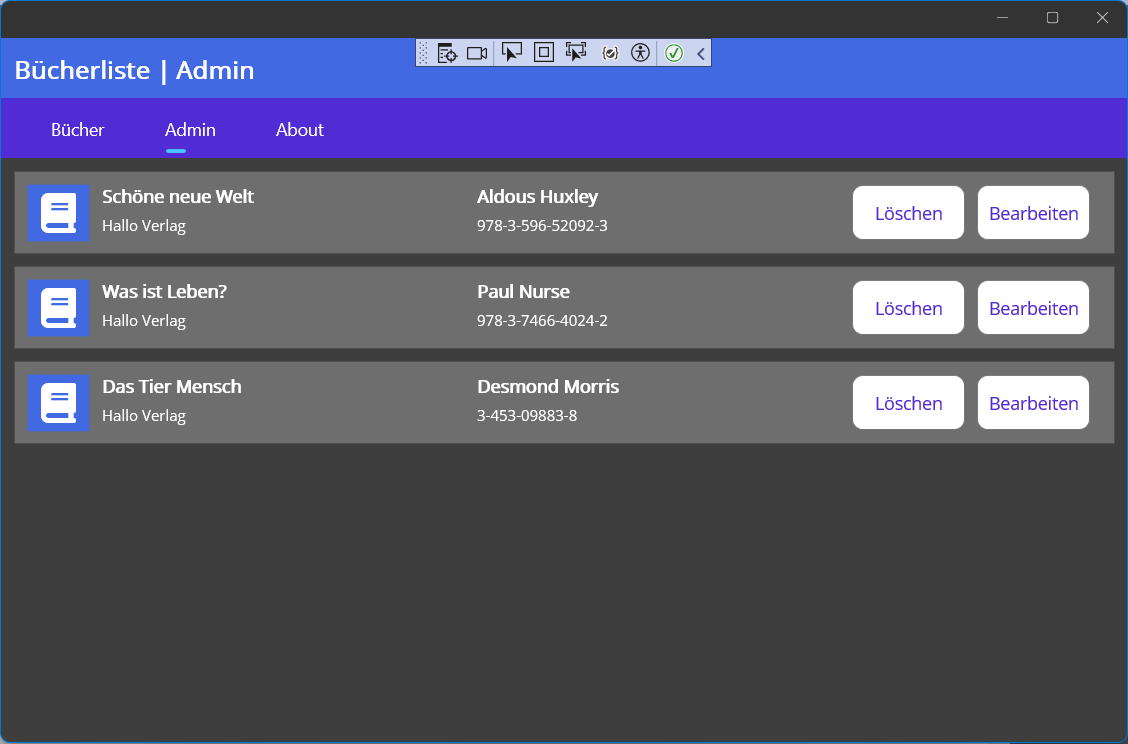 Bücherliste | Admin
Bücher Admin About
Schöne neue Welt Aldous Huxley
Hallo Verlag 978-3-596-52092-3
Löschen Bearbeiten
Was ist Leben? Paul Nurse
Hallo Verlag 978-3-7466-4024-2
Löschen Bearbeiten
Das Tier Mensch Desmond Morris
Hallo Verlag 3-453-09883-8
Löschen Bearbeiten